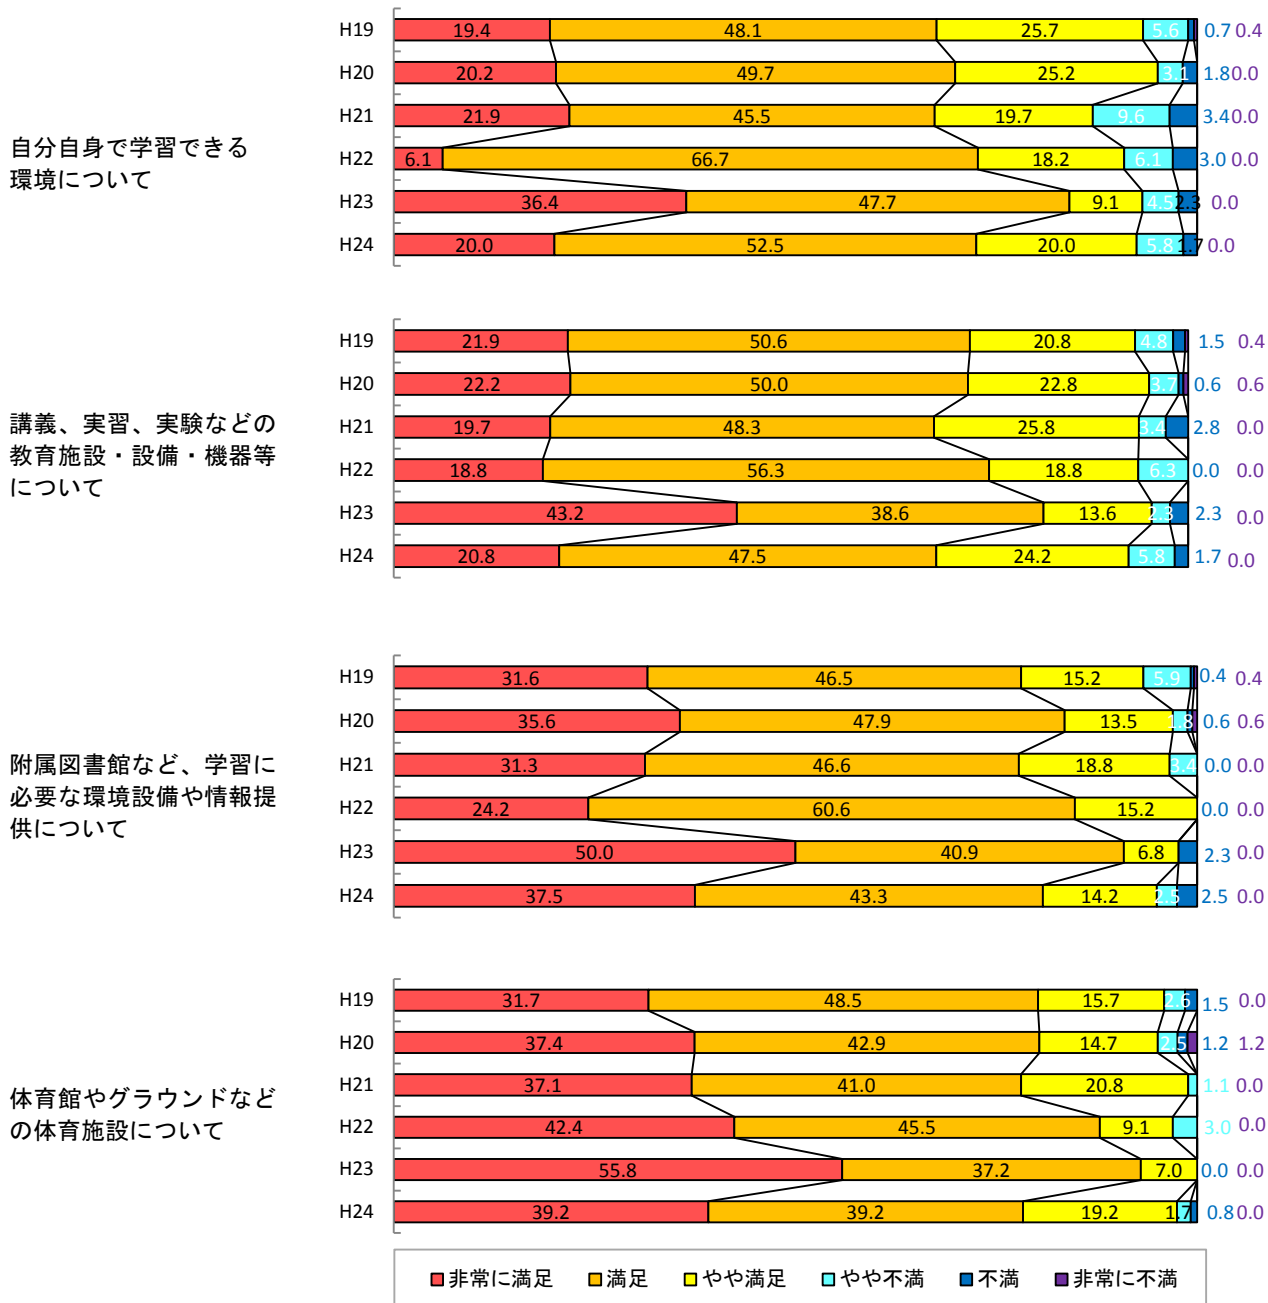 H19 19.4 48.1 25.7 5.6 0.7 0.4
H20 20.2 49.7 25.2 3.1 1.8 0.0
H21 21.9 45.5 19.7 9.6 3.4 0.0
自分自身で学習できる
環境について
H22 6.1 66.7 18.2 6.1 3.0 0.0
H23 36.4 47.7 9.1 4.5 2.3 0.0
H24 20.0 52.5 20.0 5.8 1.7 0.0
H19 21.9 50.6 20.8 4.8 1.5 0.4
H20 22.2 50.0 22.8 3.7 0.6 0.6
講義、実習、実験などの
教育施設・設備・機器等
について
H21 19.7 48.3 25.8 3.4 2.8 0.0
H22 18.8 56.3 18.8 6.3 0.0 0.0
H23 43.2 38.6 13.6 2.3 2.3 0.0
H24 20.8 47.5 24.2 5.8 1.7 0.0
H19 31.6 46.5 15.2 5.9 0.4 0.4
H20 35.6 47.9 13.5 1.8 0.6 0.6
附属図書館など、学習に
必要な環境設備や情報提
供について
H21 31.3 46.6 18.8 3.4 0.0 0.0
H22 24.2 60.6 15.2 0.0 0.0
H23 50.0 40.9 6.8 2.3 0.0
H24 37.5 43.3 14.2 2.5 2.5 0.0
H19 31.7 48.5 15.7 2.6 1.5 0.0
H20 37.4 42.9 14.7 2.5 1.2 1.2
体育館やグラウンドなど
の体育施設について
H21 37.1 41.0 20.8 1.1 0.0
H22 42.4 45.5 9.1 3.0 0.0
H23 55.8 37.2 7.0 0.0 0.0
H24 39.2 39.2 19.2 1.7 0.8 0.0
非常に満足 満足 やや満足 やや不満 不満 非常に不満